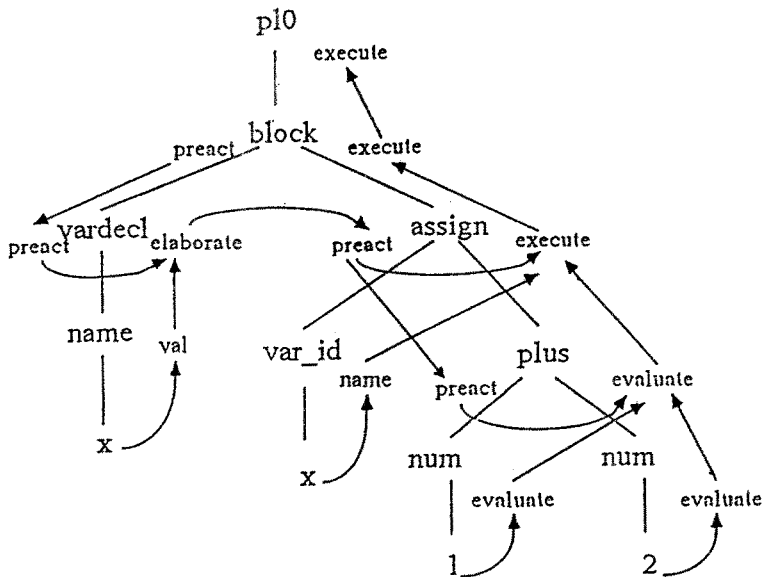 pl0
execute
block
preact
execute
vardecl
preact
elaborate
assign
preact
execute
name
val
var_id
name
plus
preact
evaluate
x
x
num
num
evaluate
evaluate
1
2